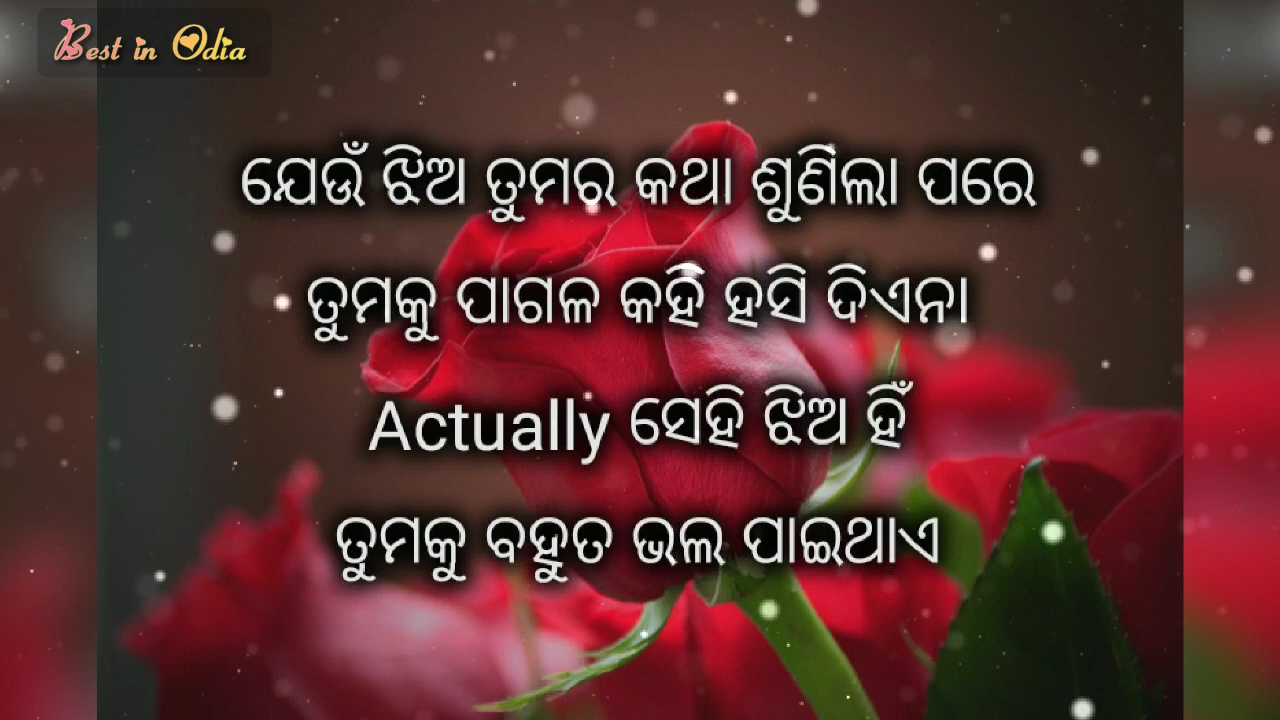 Best in Odia
ଯେଉଁ ଝିଅ ତୁମର କଥା ଶୁଣିଲା ପରେ
ତୁମକୁ ପାଗଳ କହି ହସି ଦିଏନା
Actually ସେହି ଝିଅ ହିଁ
ତୁମକୁ ବହୁତ ଭଲ ପାଇଥାଏ